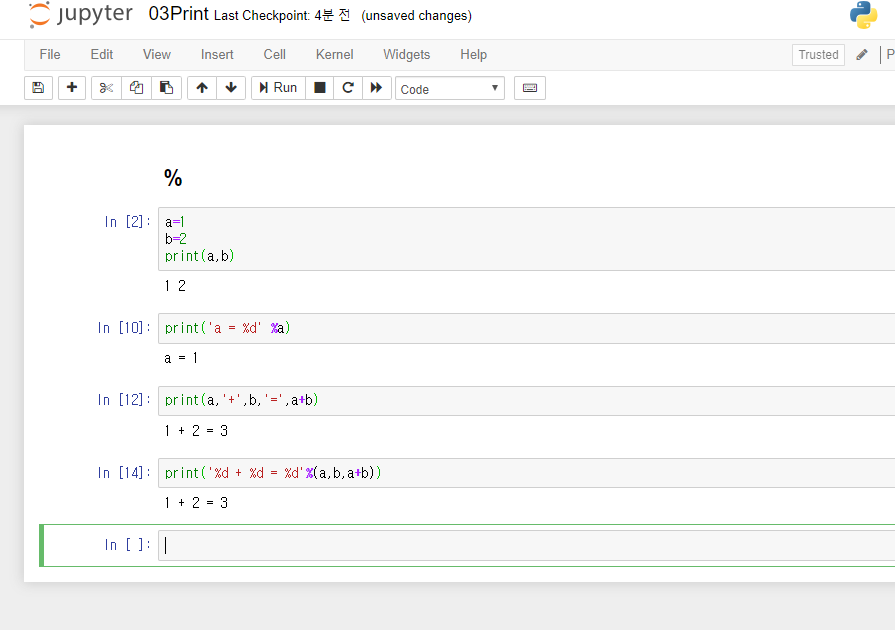 jupyter 03Print Last Checkpoint: 4분 전 (unsaved changes)
File Edit View Insert Cell Kernel Widgets Help Trusted P
Run Code
%
In [2]: a=1
b=2
print(a,b)
1 2
In [10]: print('a = %d' %a)
a = 1
In [12]: print(a,'+',b,'=',a+b)
1 + 2 = 3
In [14]: print('%d + %d = %d'%(a,b,a+b))
1 + 2 = 3
In [ ]: